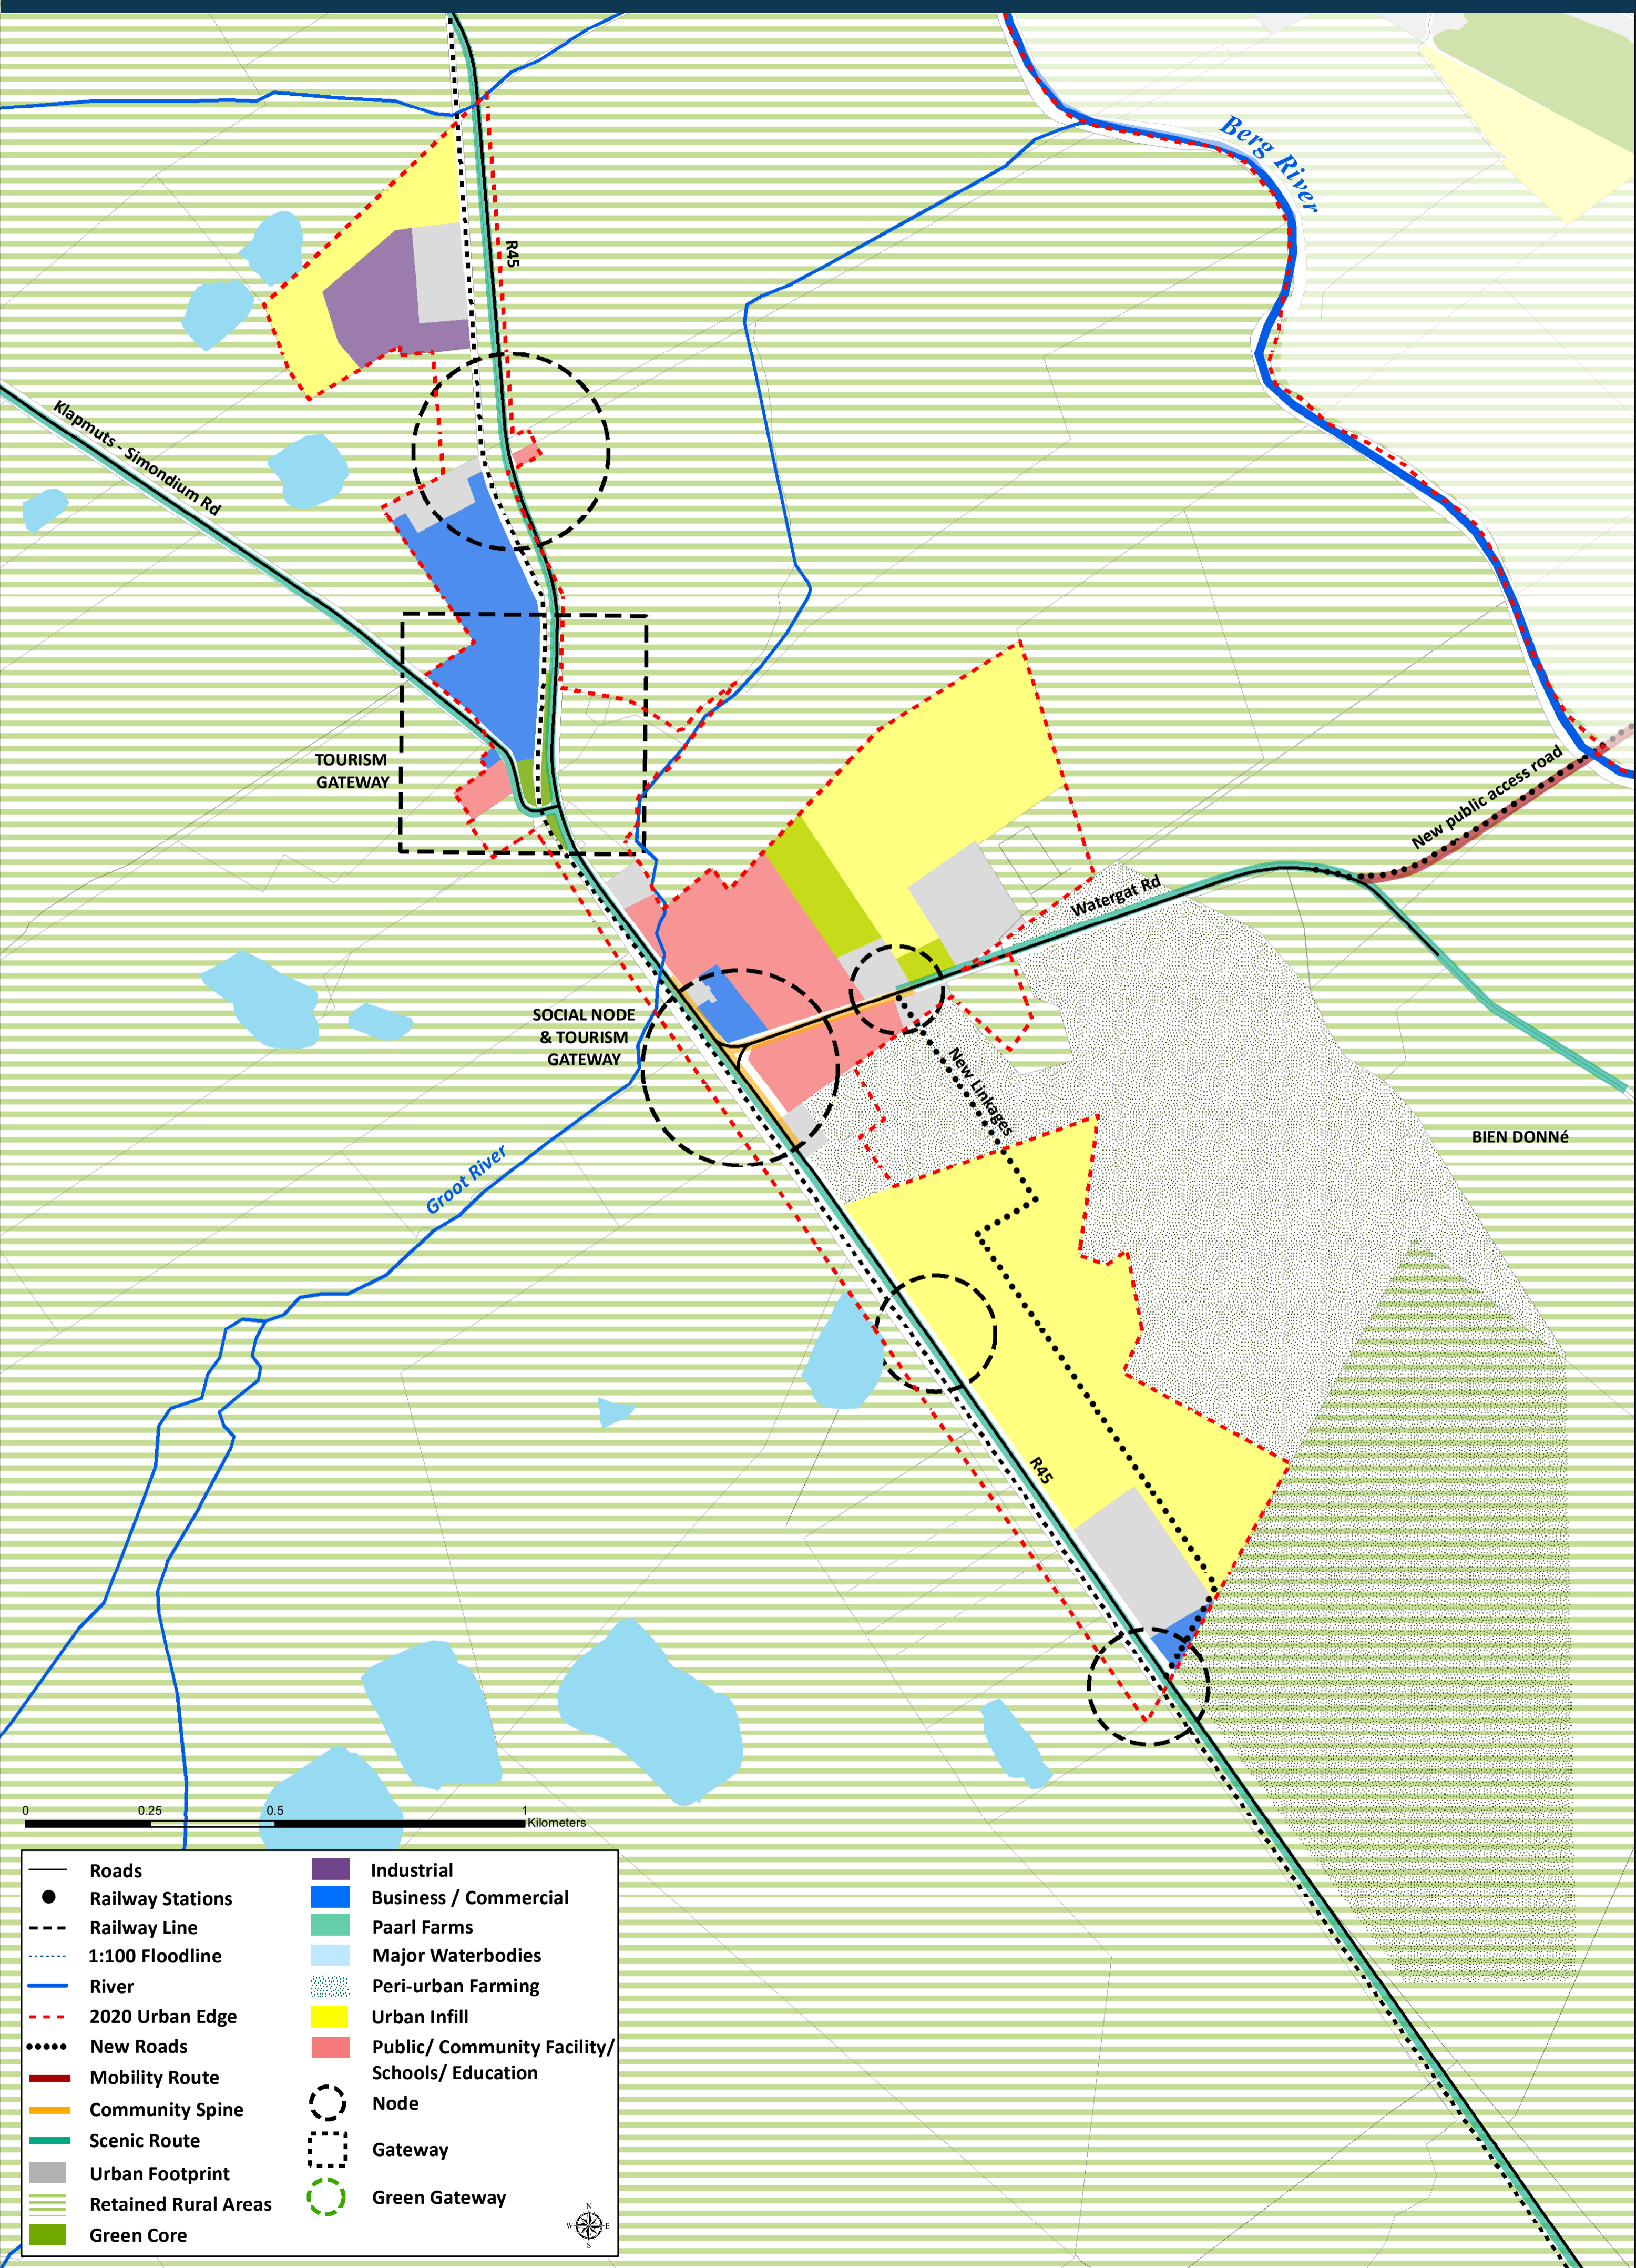 Berg River
R45
Klapmuts - Simondium Rd
TOURISM
GATEWAY
New public access road
Watergat Rd
SOCIAL NODE
& TOURISM
GATEWAY
New Linkages
BIEN DONNé
Groot River
R45
0 0.25 0.5 1
Kilometers
Roads
Railway Stations
Railway Line
1:100 Floodline
River
2020 Urban Edge
New Roads
Mobility Route
Community Spine
Scenic Route
Urban Footprint
Retained Rural Areas
Green Core
Industrial
Business / Commercial
Paarl Farms
Major Waterbodies
Peri-urban Farming
Urban Infill
Public/ Community Facility/
Schools/ Education
Node
Gateway
Green Gateway
N
W E
S